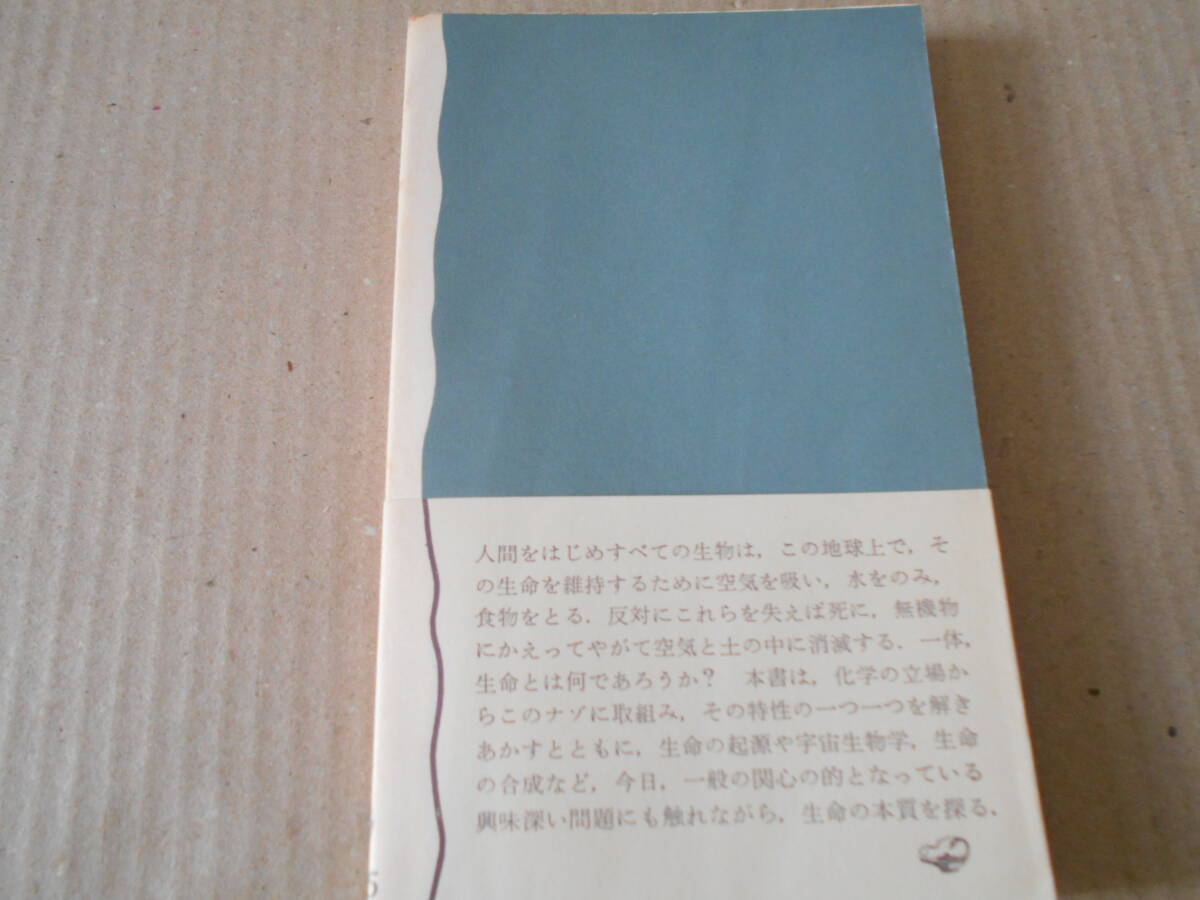 人間をはじめすべての生物は，この地球上で，そ
の生命を維持するために空気を吸い，水をのみ，
食物をとる．反対にこれらを失えば死に，無機物
にかえってやがて空気と土の中に消滅する．一体，
生命とは何であろうか？　本書は，化学の立場か
らこのナゾに取組み，その特性の一つ一つを解き
あかすとともに，生命の起源や宇宙生物学，生命
の合成など，今日，一般の関心の的となっている
興味深い問題にも触れながら，生命の本質を探る．
5